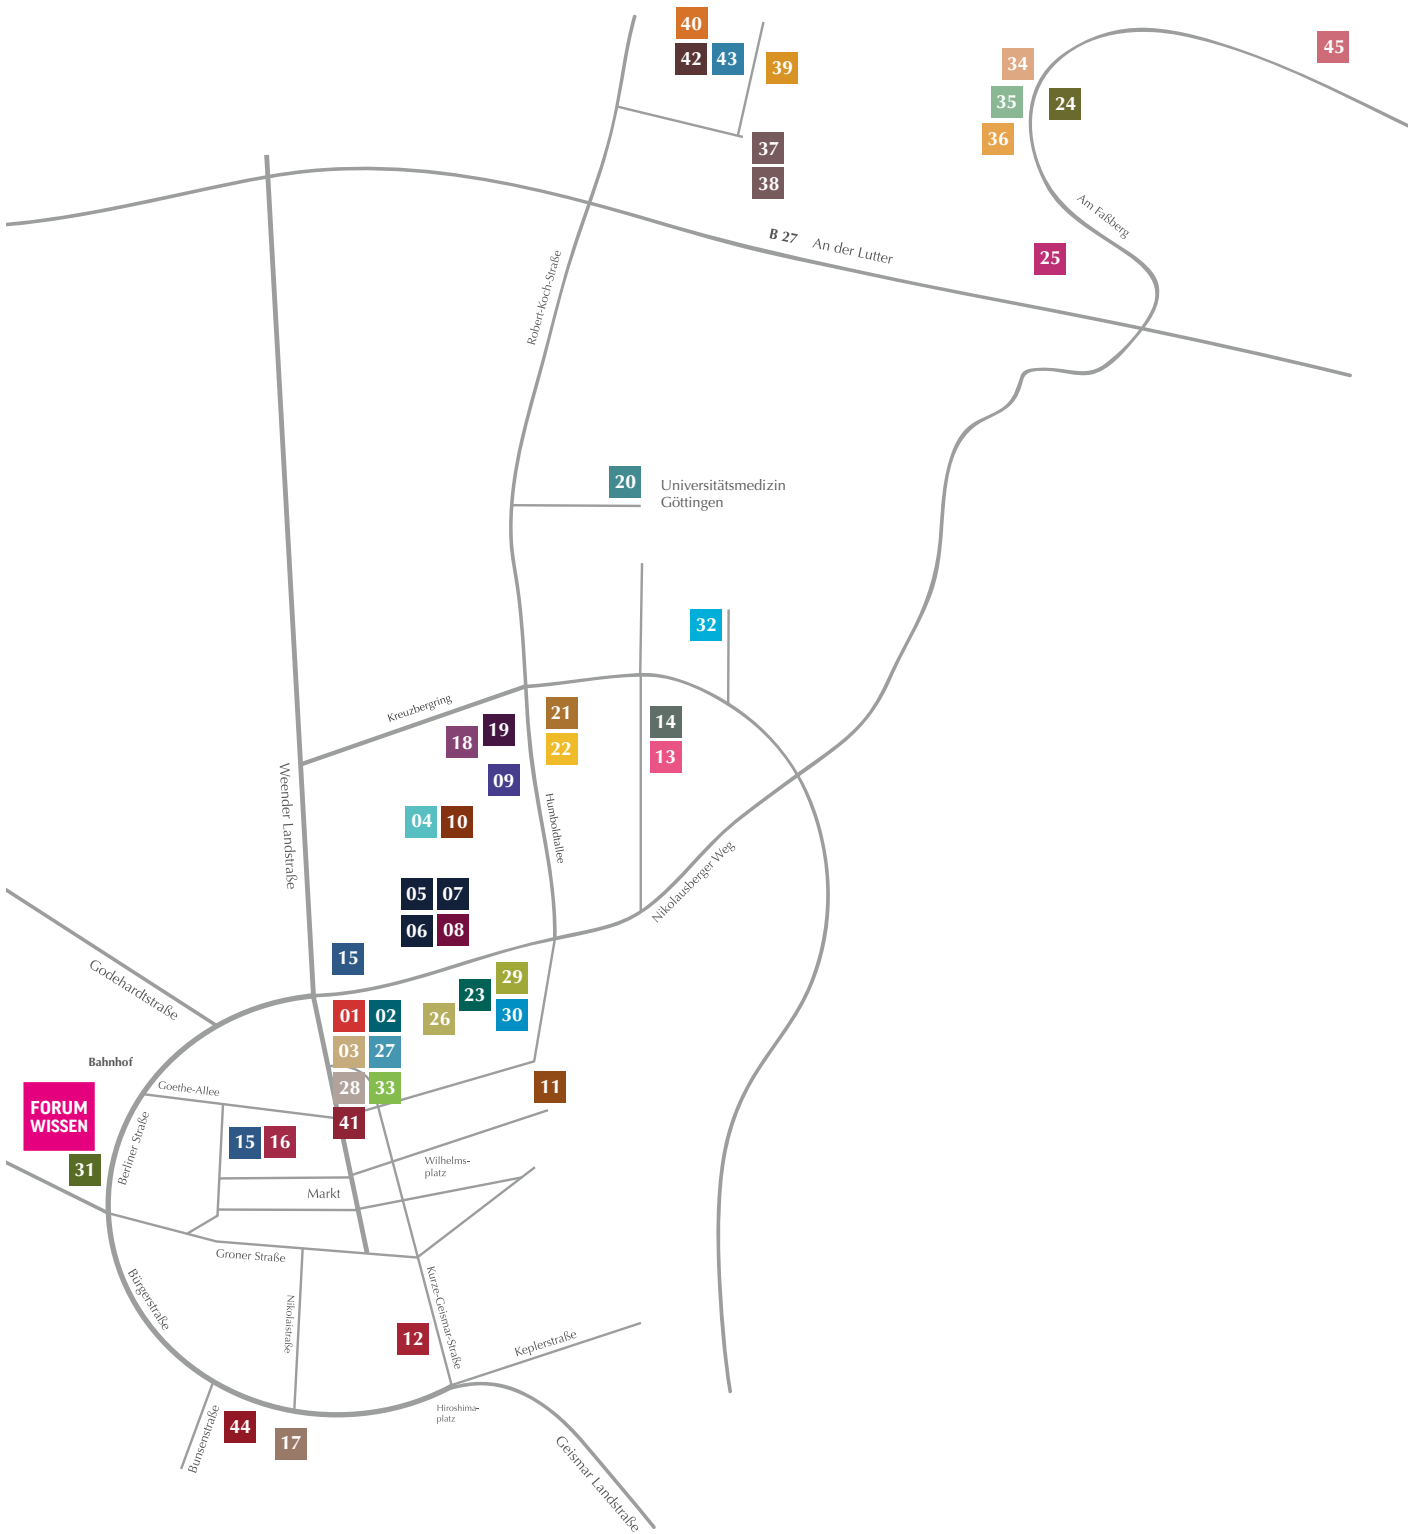 40
42 43
39
45
34
35
24
36
37
38
Am Faßberg
B 27 An der Lutter
25
Robert-Koch-Straße
20
Universitätsmedizin
Göttingen
32
Kreuzbergring
21
19
18
22
14
13
09
Weender Landstraße
Humboldtallee
04 10
Nikolausberger Weg
05 07
06 08
15
Godehardtstraße
29
23
30
26
01 02
03 27
28 33
41
Bahnhof
Goethe-Allee
11
FORUM
WISSEN
31
Berliner Straße
15 16
Wilhelms-
platz
Markt
Groner Straße
Bürgerstraße
Nikolaistraße
Kurze-Geismar-Straße
12
Keplerstraße
Hiroshima-
platz
Bunsenstraße
44
17
Geismar Landstraße